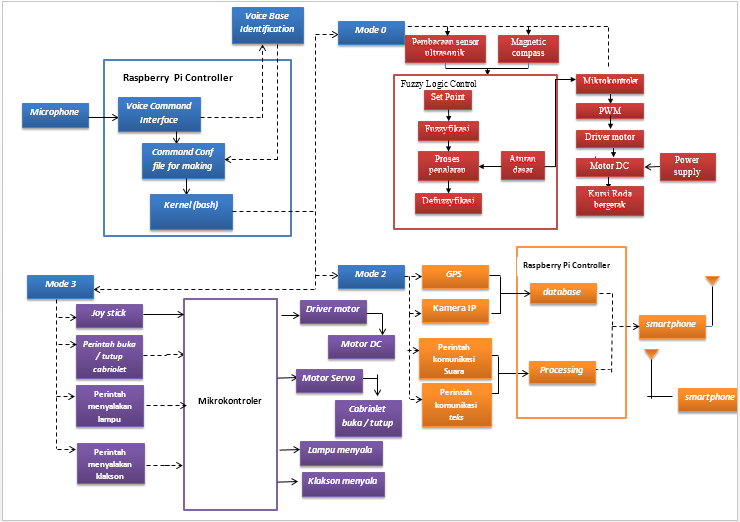 Voice Base
Identification
Mode 0
Pembacaan sensor
ultrasonik
Magnetic
compass
Raspberry Pi Controller
Microphone
Voice Command
Interface
Command Conf
file for making
Kernel (bash)
Fuzzy Logic Control
Set Point
Fuzzyfikasi
Proses
penalaran
Aturan
dasar
Defuzzyfikasi
Mikrokontroler
PWM
Driver motor
Motor DC
Power
supply
Kursi Roda
bergerak
Mode 3
Joy stick
Perintah buka
/ tutup
cabriolet
Perintah
menyalakan
lampu
Perintah
menyalakan
klakson
Mikrokontroler
Driver motor
Motor DC
Motor Servo
Cabriolet
buka / tutup
Lampu menyala
Klakson menyala
Mode 2
GPS
Kamera IP
Perintah
komunikasi
Suara
Perintah
komunikasi
teks
Raspberry Pi Controller
database
Processing
smartphone
smartphone